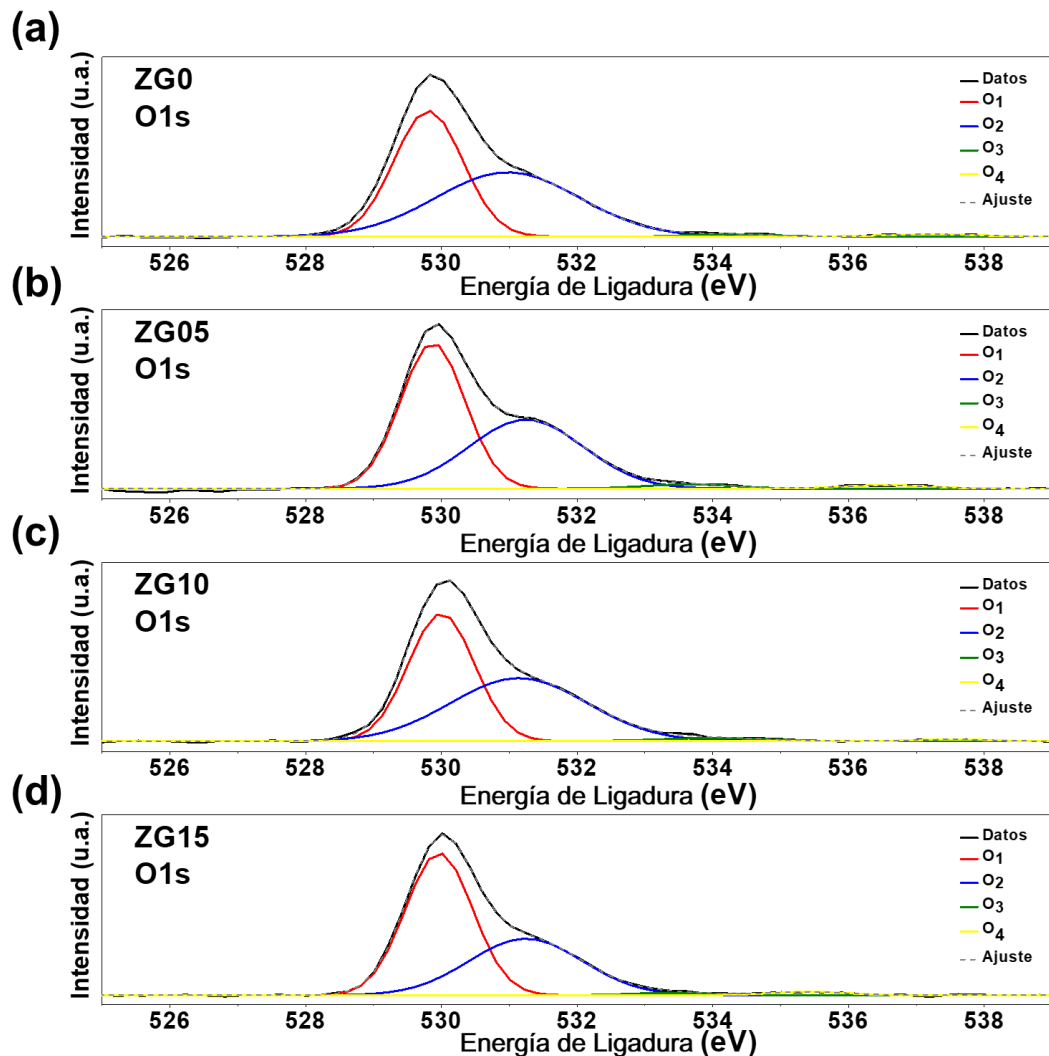 (a)
ZG0
O1s
Intensidad (u.a.)
Datos
O1
O2
O3
O4
Ajuste
526 528 530 532 534 536 538
Energía de Ligadura (eV)
(b)
ZG05
O1s
Intensidad (u.a.)
Datos
O1
O2
O3
O4
Ajuste
526 528 530 532 534 536 538
Energía de Ligadura (eV)
(c)
ZG10
O1s
Intensidad (u.a.)
Datos
O1
O2
O3
O4
Ajuste
526 528 530 532 534 536 538
Energía de Ligadura (eV)
(d)
ZG15
O1s
Intensidad (u.a.)
Datos
O1
O2
O3
O4
Ajuste
526 528 530 532 534 536 538
Energía de Ligadura (eV)